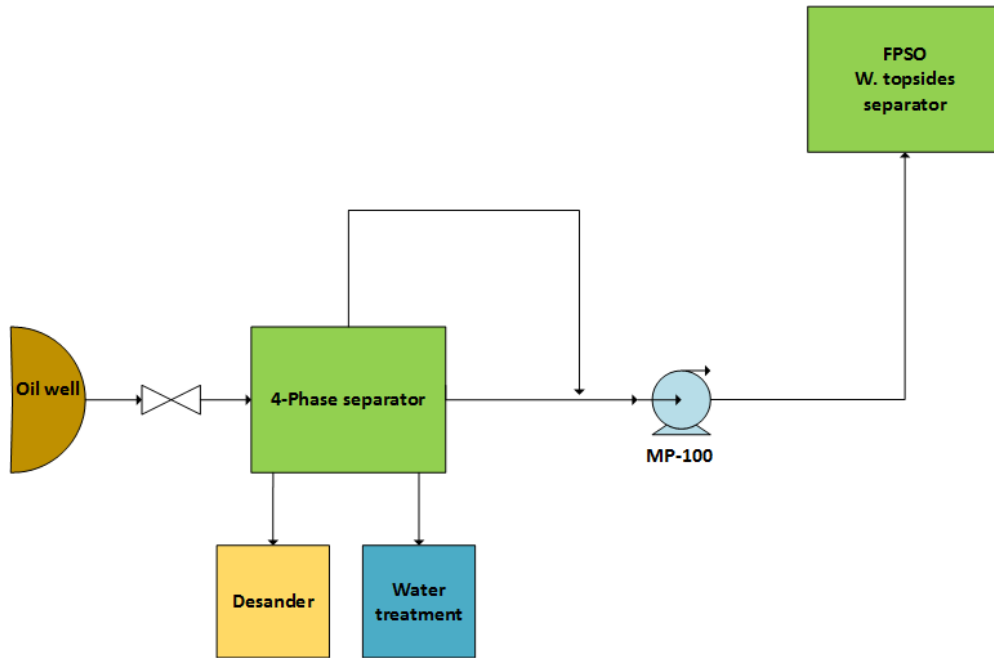 FPSO
W. topsides
separator
Oil well
4-Phase separator
MP-100
Desander
Water
treatment